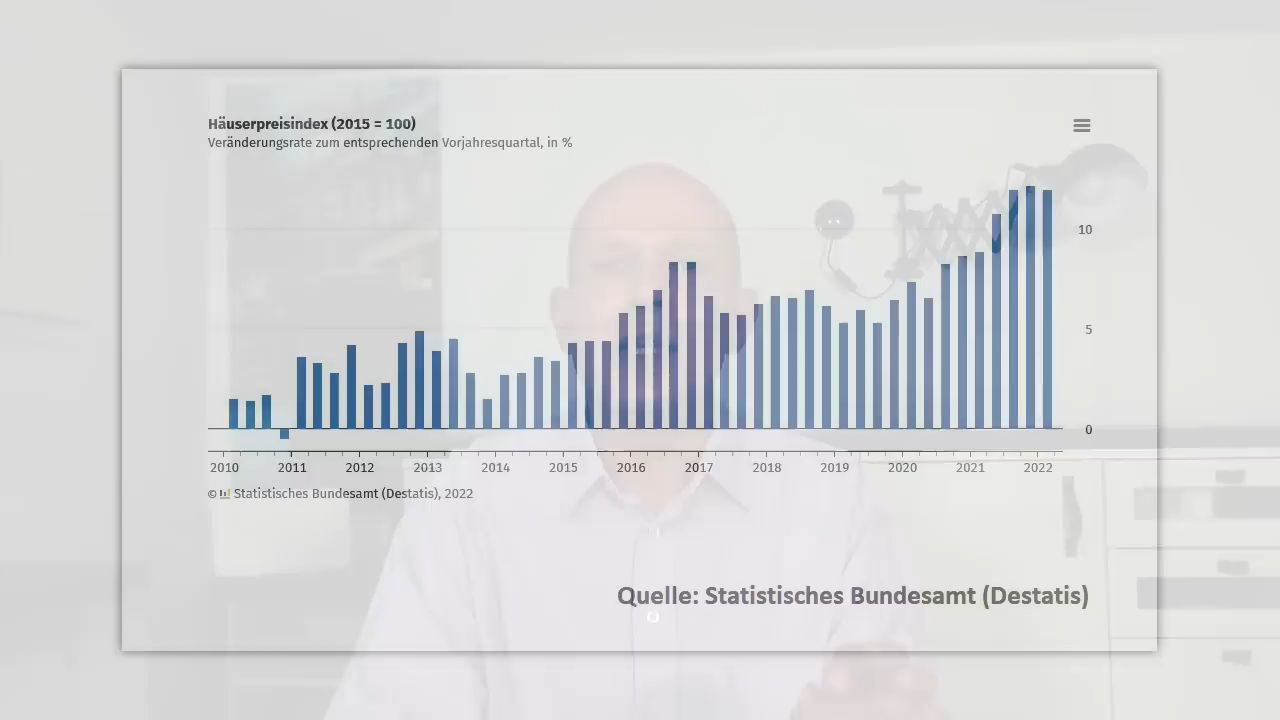 Häuserpreisindex (2015 = 100)
Veränderungsrate zum entsprechenden Vorjahresquartal, in %
10
5
0
2010 2011 2012 2013 2014 2015 2016 2017 2018 2019 2020 2021 2022
© Statistisches Bundesamt (Destatis), 2022
Quelle: Statistisches Bundesamt (Destatis)